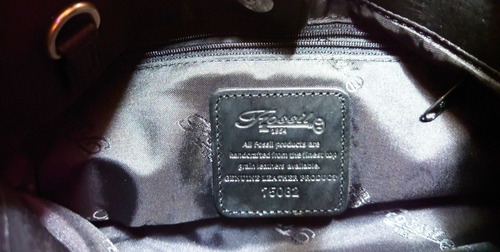 Fossil
1954
All Fossil products are
handcrafted from the finest top
grain leathers available.
GENUINE LEATHER PRODUCT
75082